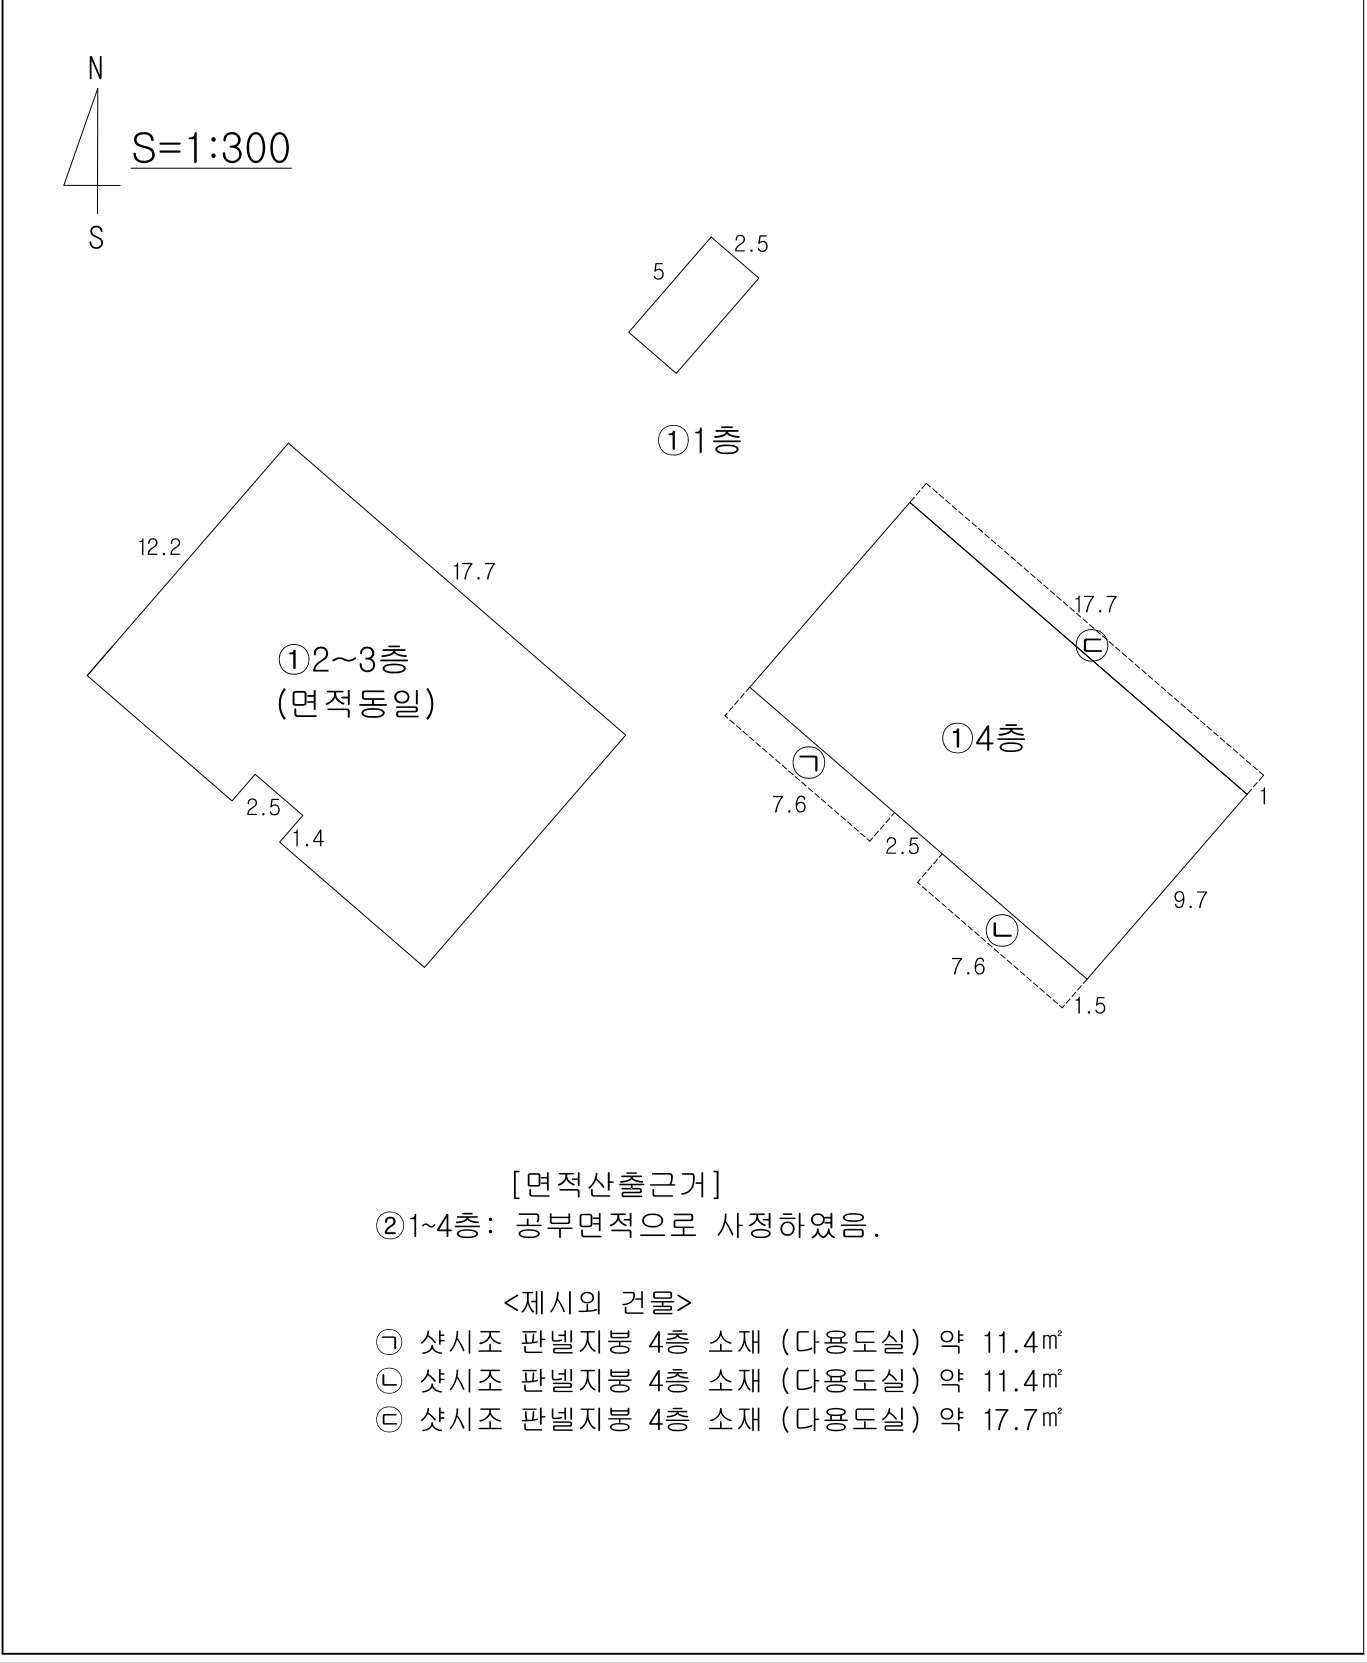 N
S=1:300
S
2.5
5
①1층
12.2
17.7
①2~3층
(면적동일)
2.5
1.4
17.7
㉢
①4층
㉠
7.6
1
2.5
9.7
㉡
7.6
1.5
[면적산출근거]
②1~4층: 공부면적으로 사정하였음.
<제시외 건물>
㉠ 샷시조 판넬지붕 4층 소재 (다용도실) 약 11.4㎡
㉡ 샷시조 판넬지붕 4층 소재 (다용도실) 약 11.4㎡
㉢ 샷시조 판넬지붕 4층 소재 (다용도실) 약 17.7㎡